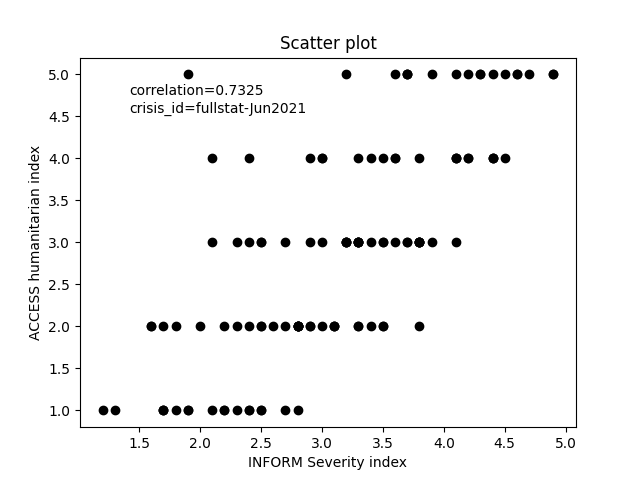 Scatter plot
5.0
4.5
4.0
3.5
3.0
2.5
2.0
1.5
1.0
ACCESS humanitarian index
correlation=0.7325
crisis_id=fullstat-Jun2021
1.5 2.0 2.5 3.0 3.5 4.0 4.5 5.0
INFORM Severity index